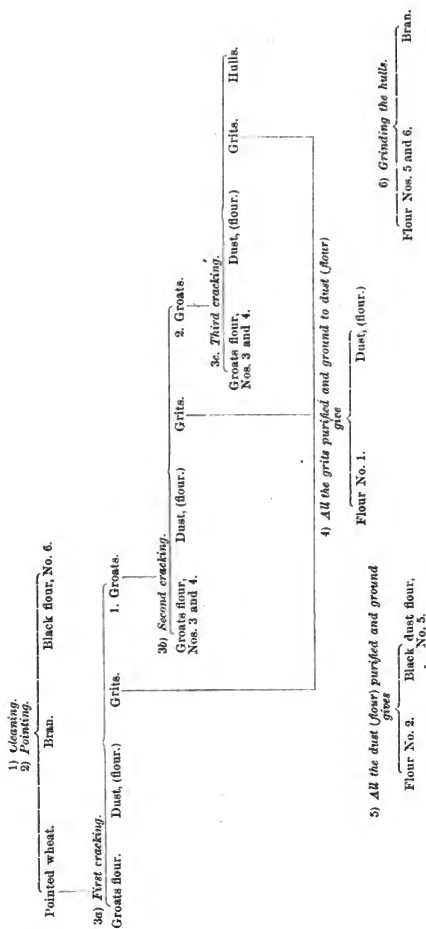 1) Cleaning.
2) Pointing.
Pointed wheat. Bran. Black flour, No. 6.
3a) First cracking.
Groats flour. Dust, (flour.) Grits. 1. Groats.
3b) Second cracking.
Groats flour, Dust, (flour.) Grits. 2. Groats.
Nos. 3 and 4.
3c. Third cracking.
Groats flour, Dust, (flour.) Grits. Hulls.
Nos. 3 and 4.
4) All the grits purified and ground to dust (flour)
give
Flour No. 1. Dust, (flour.)
5) All the dust (flour) purified and ground
gives
Flour No. 2. Black dust flour,
No. 5.
6) Grinding the hulls.
Flour Nos. 5 and 6. Bran.